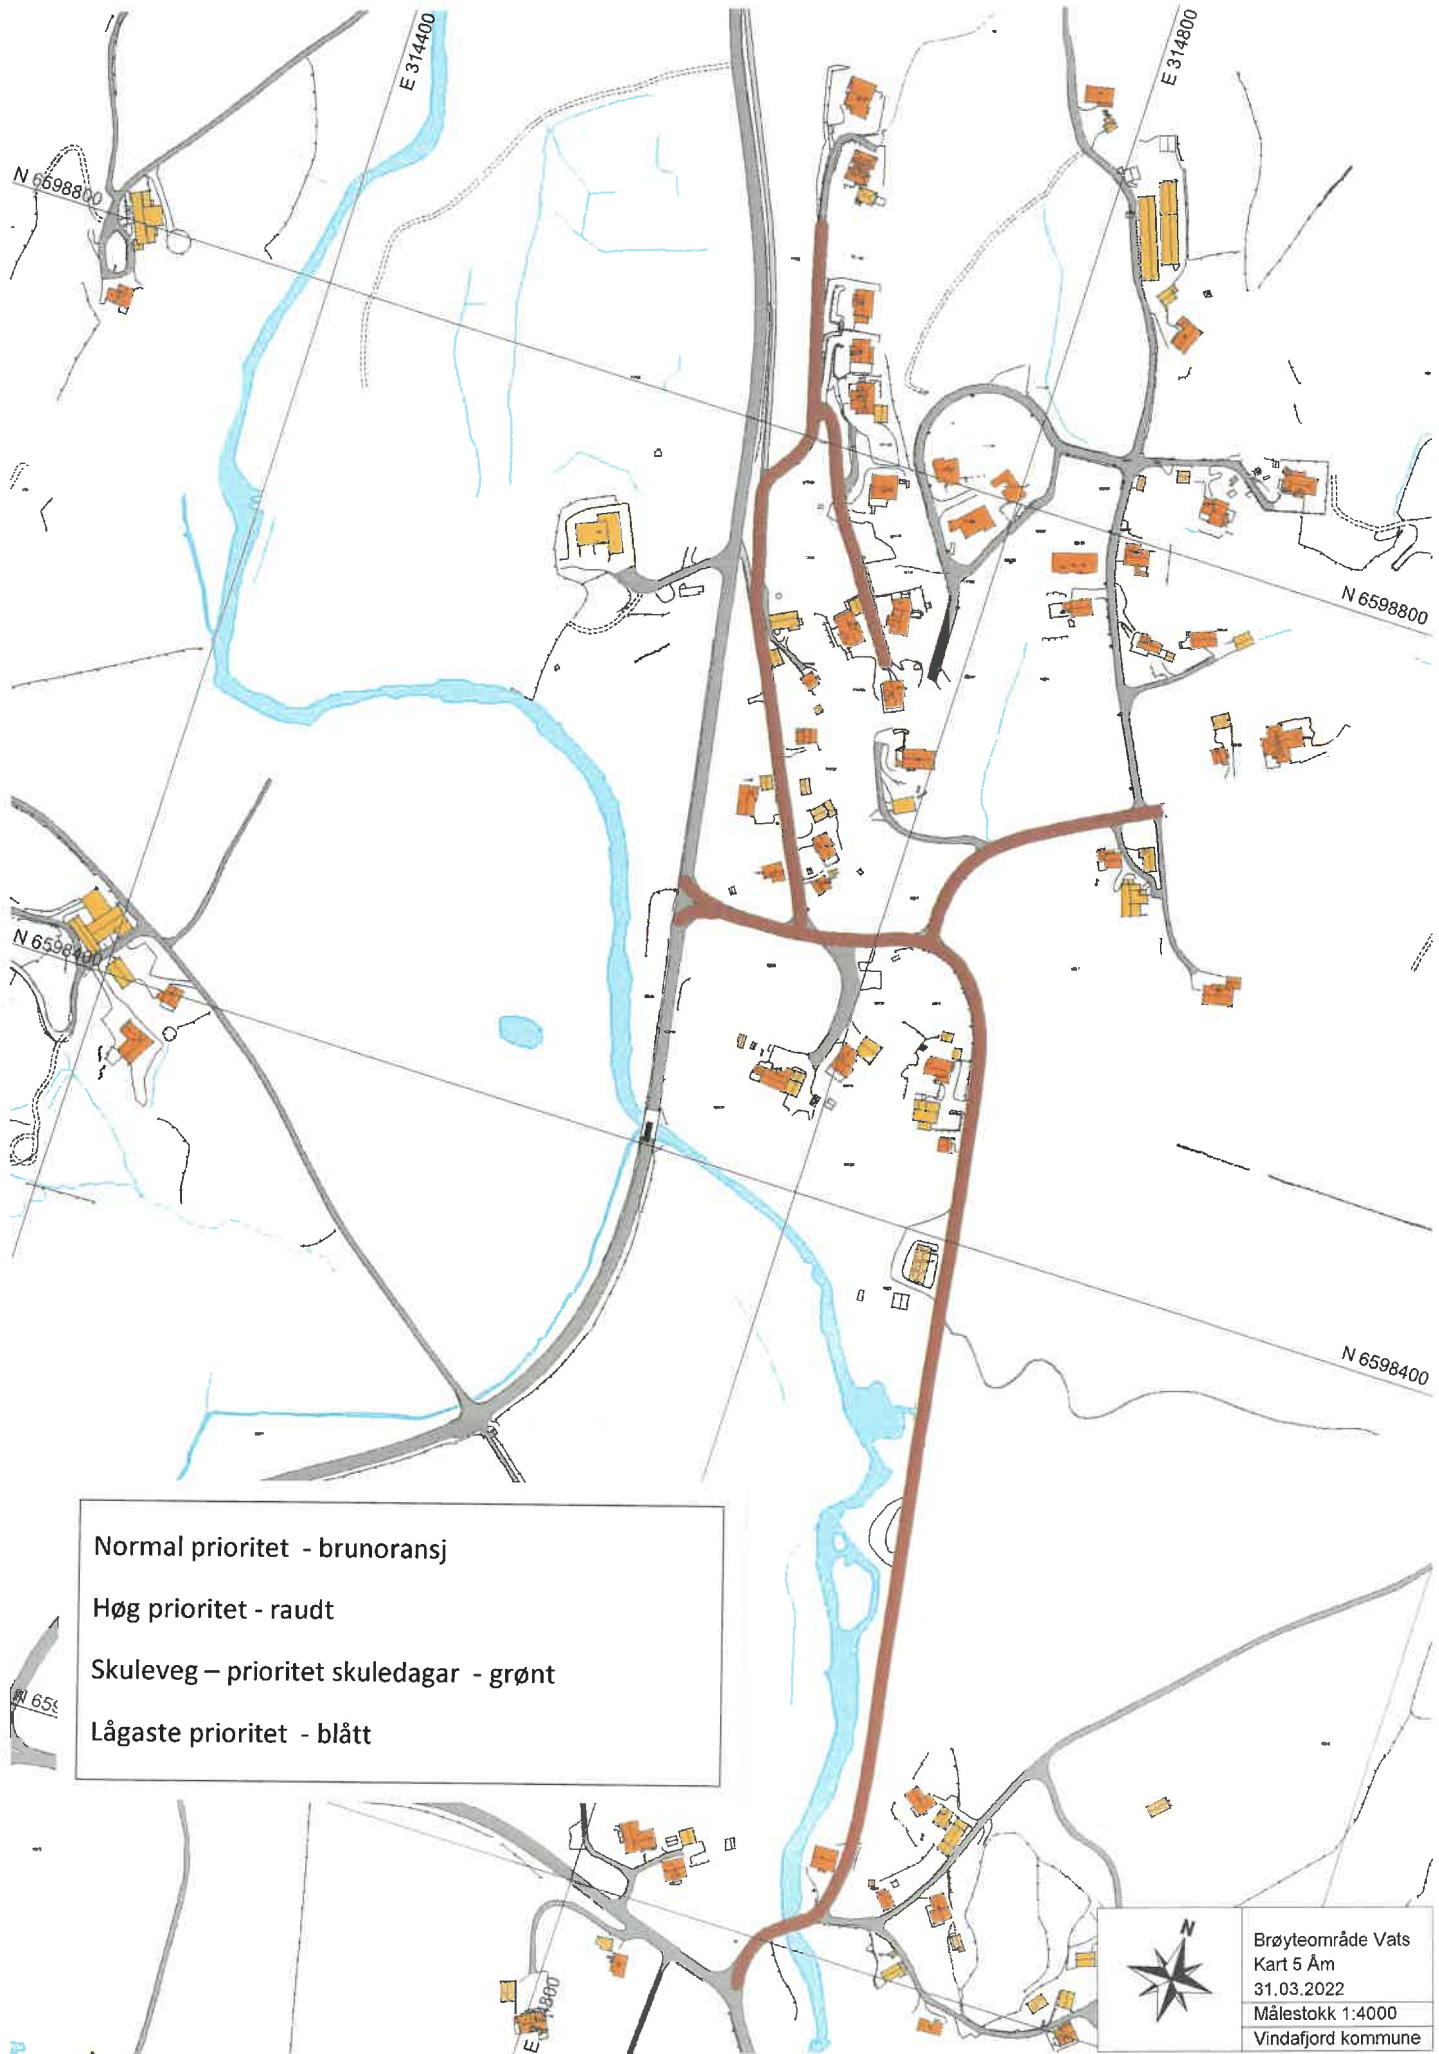 E 314400
E 314800
N 6598800
N 6598800
N 6598400
N 6598400
Normal prioritet - brunoransj
Høg prioritet - raudt
Skuleveg – prioritet skuledagar - grønt
Lågaste prioritet - blått
N 659
N
Brøyteområde Vats
Kart 5 Åm
31.03.2022
Målestokk 1:4000
Vindafjord kommune